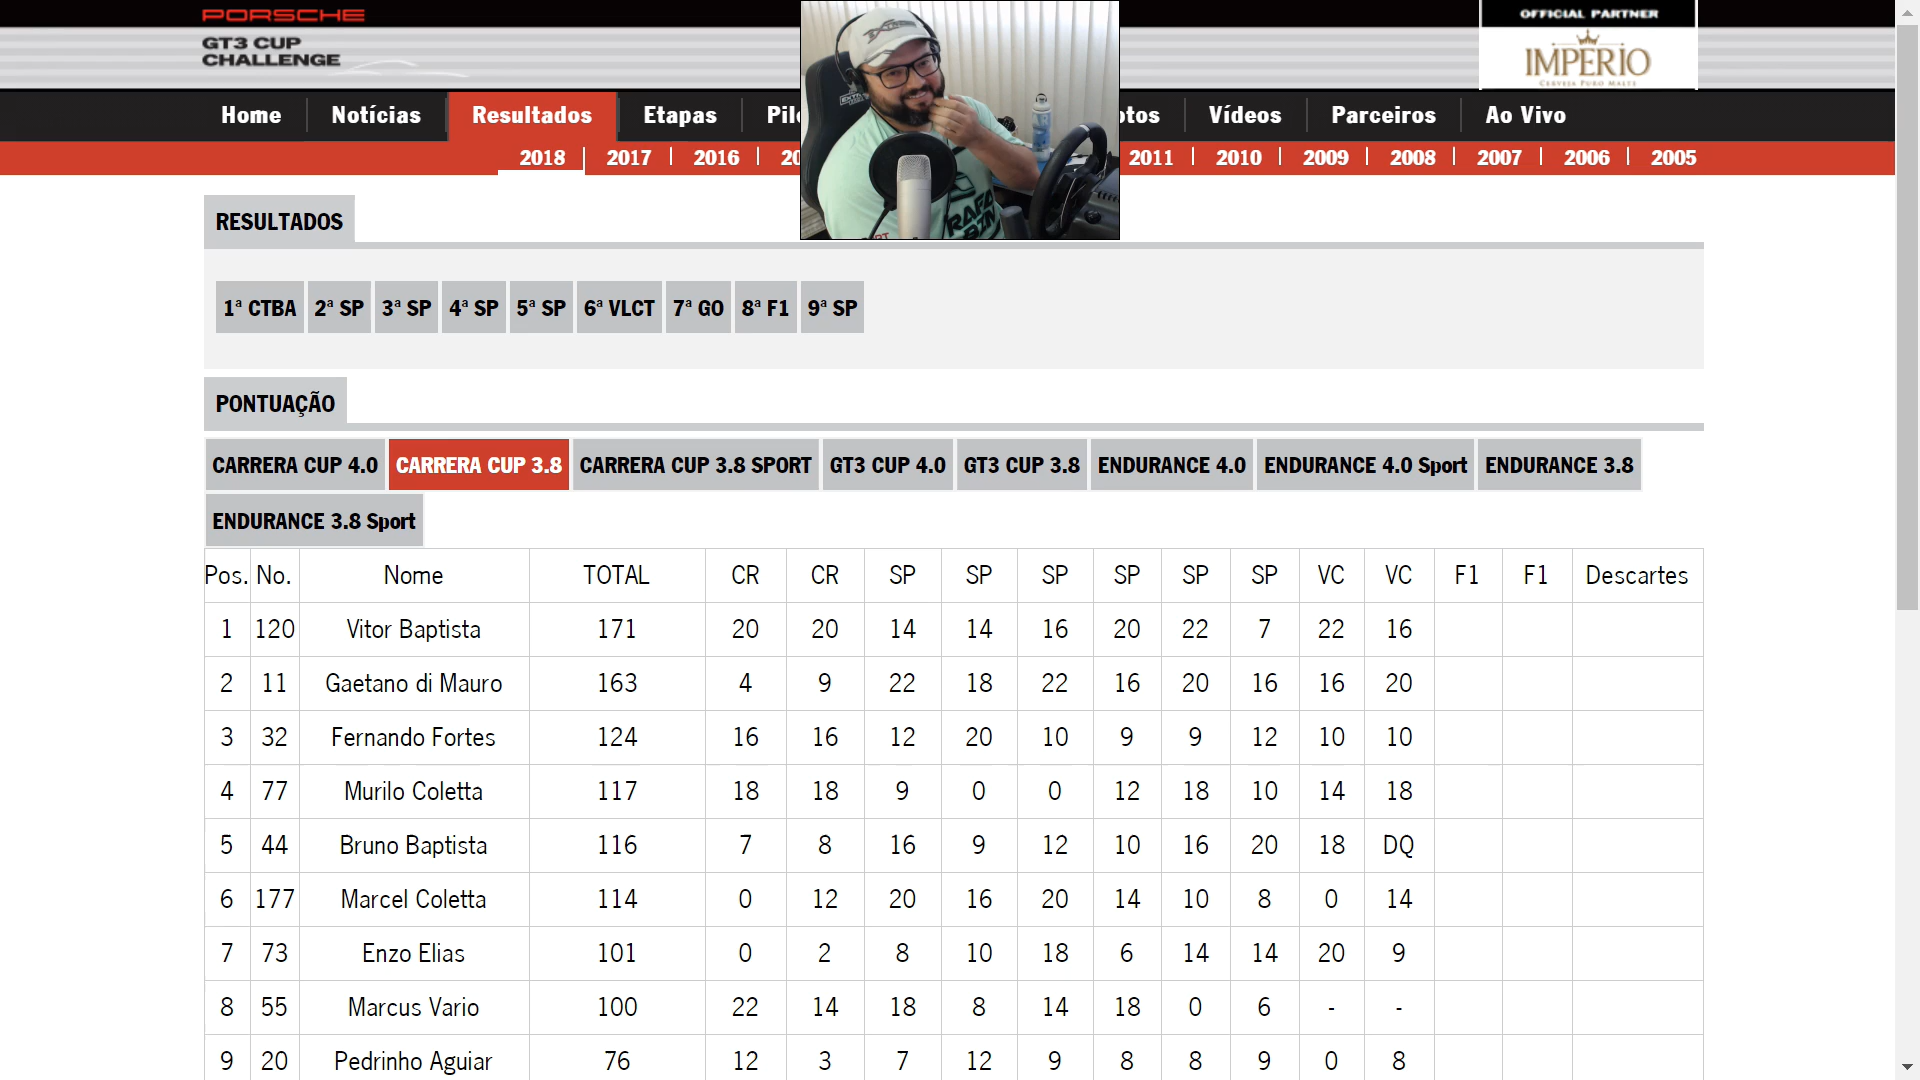 PORSCHE
GT3 CUP
CHALLENGE
OFFICIAL PARTNER
IMPERIO
CERVEJA PURO MALTE
Home Notícias Resultados Etapas Vídeos Parceiros Ao Vivo
2018 2017 2016 2011 2010 2009 2008 2007 2006 2005
RESULTADOS
1ª CTBA 2ª SP 3ª SP 4ª SP 5ª SP 6ª VLCT 7ª GO 8ª F1 9ª SP
PONTUAÇÃO
CARRERA CUP 4.0 CARRERA CUP 3.8 CARRERA CUP 3.8 SPORT GT3 CUP 4.0 GT3 CUP 3.8 ENDURANCE 4.0 ENDURANCE 4.0 Sport ENDURANCE 3.8
ENDURANCE 3.8 Sport
Pos. No. Nome TOTAL CR CR SP SP SP SP SP SP VC VC F1 F1 Descartes
1 120 Vitor Baptista 171 20 20 14 14 16 20 22 7 22 16
2 11 Gaetano di Mauro 163 4 9 22 18 22 16 20 16 16 20
3 32 Fernando Fortes 124 16 16 12 20 10 9 9 12 10 10
4 77 Murilo Coletta 117 18 18 9 0 0 12 18 10 14 18
5 44 Bruno Baptista 116 7 8 16 9 12 10 16 20 18 DQ
6 177 Marcel Coletta 114 0 12 20 16 20 14 10 8 0 14
7 73 Enzo Elias 101 0 2 8 10 18 6 14 14 20 9
8 55 Marcus Vario 100 22 14 18 8 14 18 0 6 - -
9 20 Pedrinho Aguiar 76 12 3 7 12 9 8 8 9 0 8